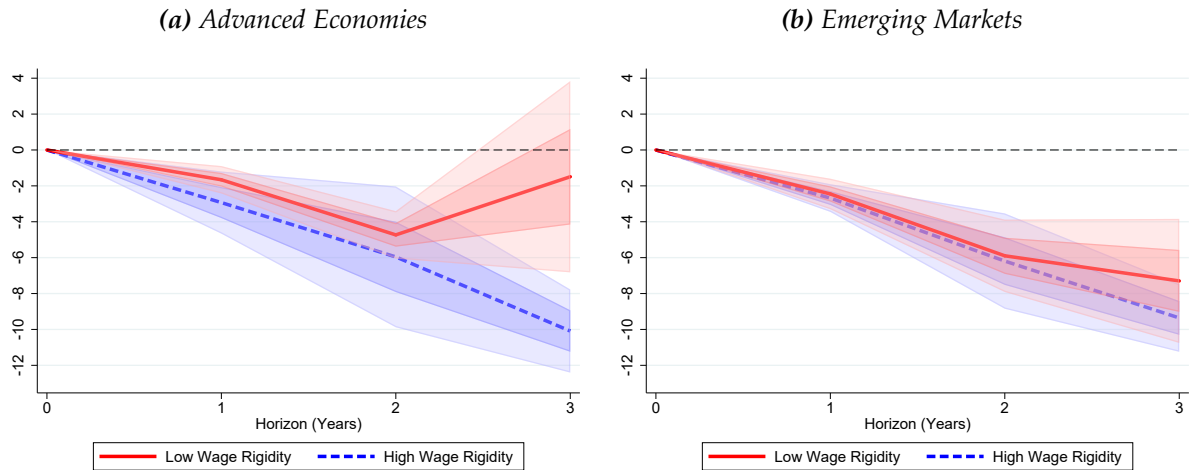 (a) Advanced Economies
(b) Emerging Markets
4
2
0
-2
-4
-6
-8
-10
-12
0 1 2 3
Horizon (Years)
Low Wage Rigidity High Wage Rigidity
4
2
0
-2
-4
-6
-8
-10
-12
0 1 2 3
Horizon (Years)
Low Wage Rigidity High Wage Rigidity